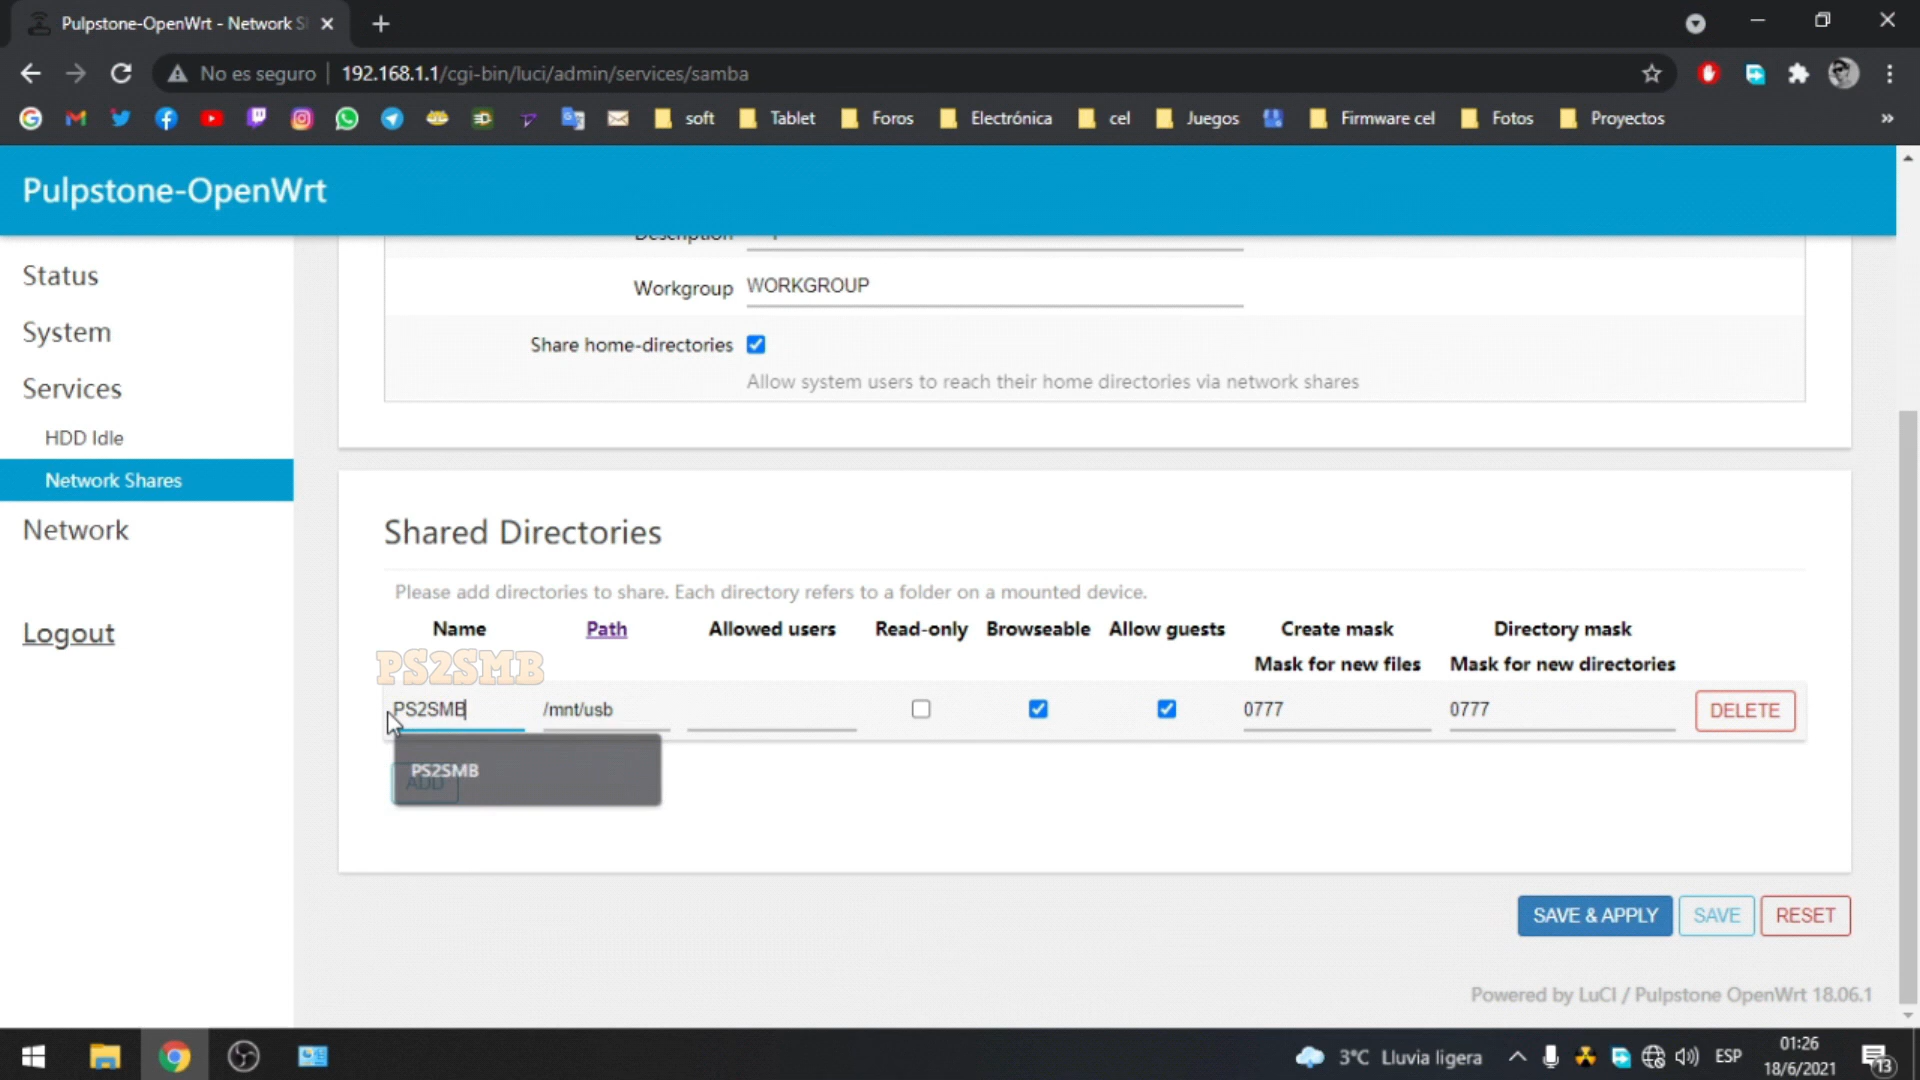 Pulpstone-OpenWrt - Network S
No es seguro
192.168.1.1/cgi-bin/luci/admin/services/samba
soft
Tablet
Foros
Electrónica
cel
Juegos
Firmware cel
Fotos
Proyectos
»
Pulpstone-OpenWrt
Status
System
Services
HDD Idle
Network Shares
Network
Logout
Description
Workgroup WORKGROUP
Share home-directories
Allow system users to reach their home directories via network shares
Shared Directories
Please add directories to share. Each directory refers to a folder on a mounted device.
Name Path Allowed users Read-only Browseable Allow guests Create mask Directory mask
Mask for new files Mask for new directories
PS2SMB
PS2SMB /mnt/usb 0777 0777 DELETE
PS2SMB
ADD
SAVE & APPLY SAVE RESET
Powered by LuCI / Pulpstone OpenWrt 18.06.1
3°C Lluvia ligera
ESP
01:26
18/6/2021
13